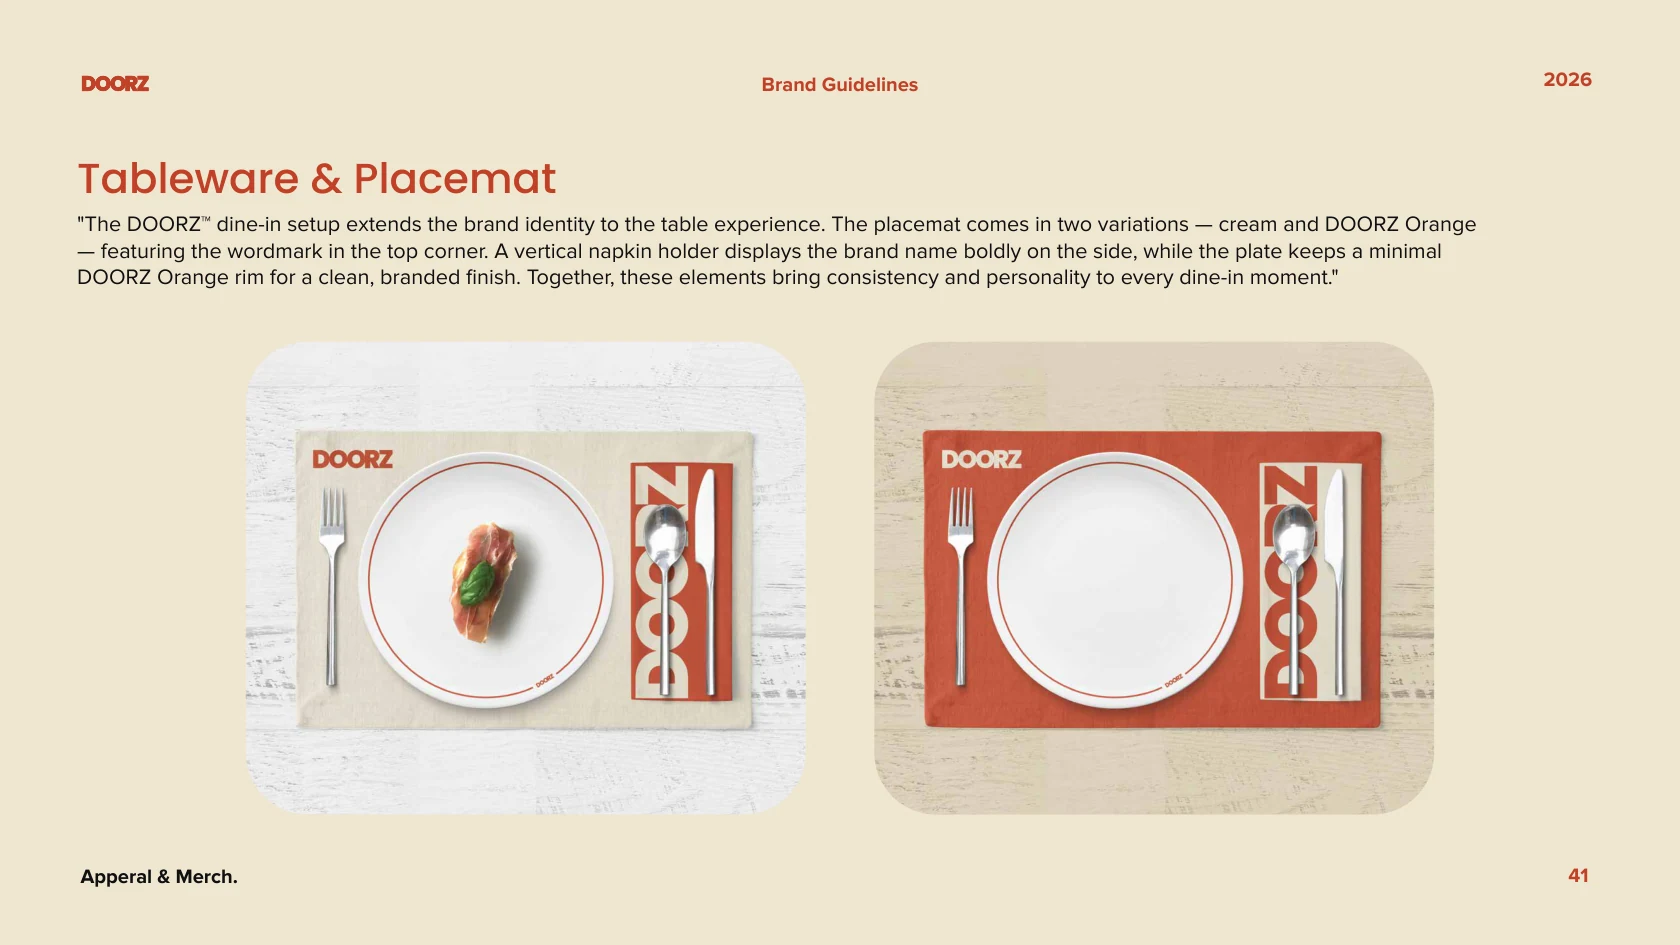 DOORZ
Brand Guidelines
2026
Tableware & Placemat
"The DOORZ™ dine-in setup extends the brand identity to the table experience. The placemat comes in two variations — cream and DOORZ Orange
— featuring the wordmark in the top corner. A vertical napkin holder displays the brand name boldly on the side, while the plate keeps a minimal
DOORZ Orange rim for a clean, branded finish. Together, these elements bring consistency and personality to every dine-in moment."
DOORZ
DOORZ
DOORZ
DOORZ
DOORZ
DOORZ
Apperal & Merch.
41